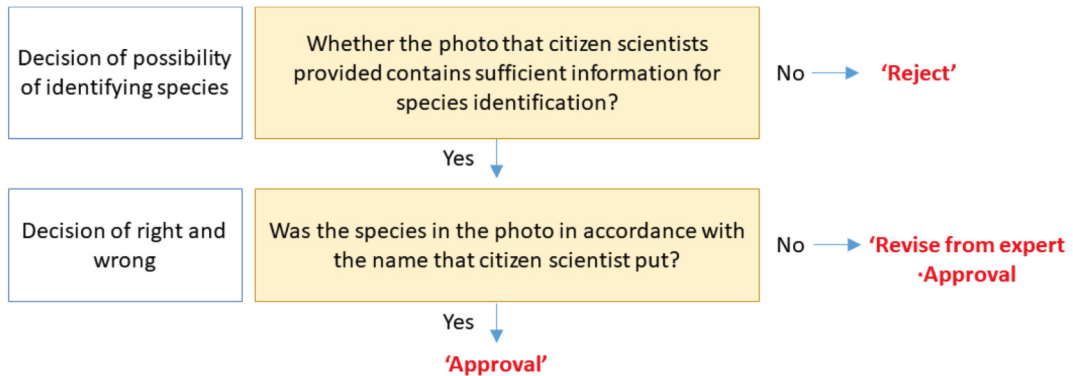 Decision of possibility
of identifying species
Whether the photo that citizen scientists
provided contains sufficient information for
species identification?
No
‘Reject’
Yes
Decision of right and
wrong
Was the species in the photo in accordance with
the name that citizen scientist put?
No
‘Revise from expert
·Approval
Yes
‘Approval’